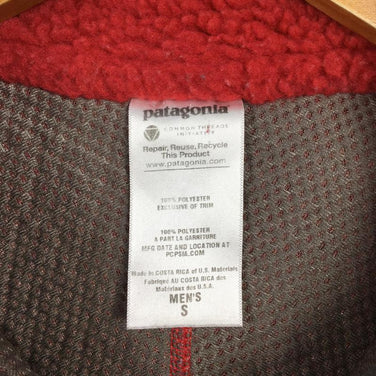 patagonia
COMMON THREADS
INITIATIVE
Repair, Reuse, Recycle
This Product
www.patagonia.com
100% POLYESTER
EXCLUSIVE OF TRIM
100% POLYESTER
A PART LA GARNITURE
MFG DATE AND LOCATION AT
PCPSIA.COM
Made in COSTA RICA of U.S. Materials
Fabriqué AU COSTA RICA des
Matériaux des U.S.A.
MEN'S
S